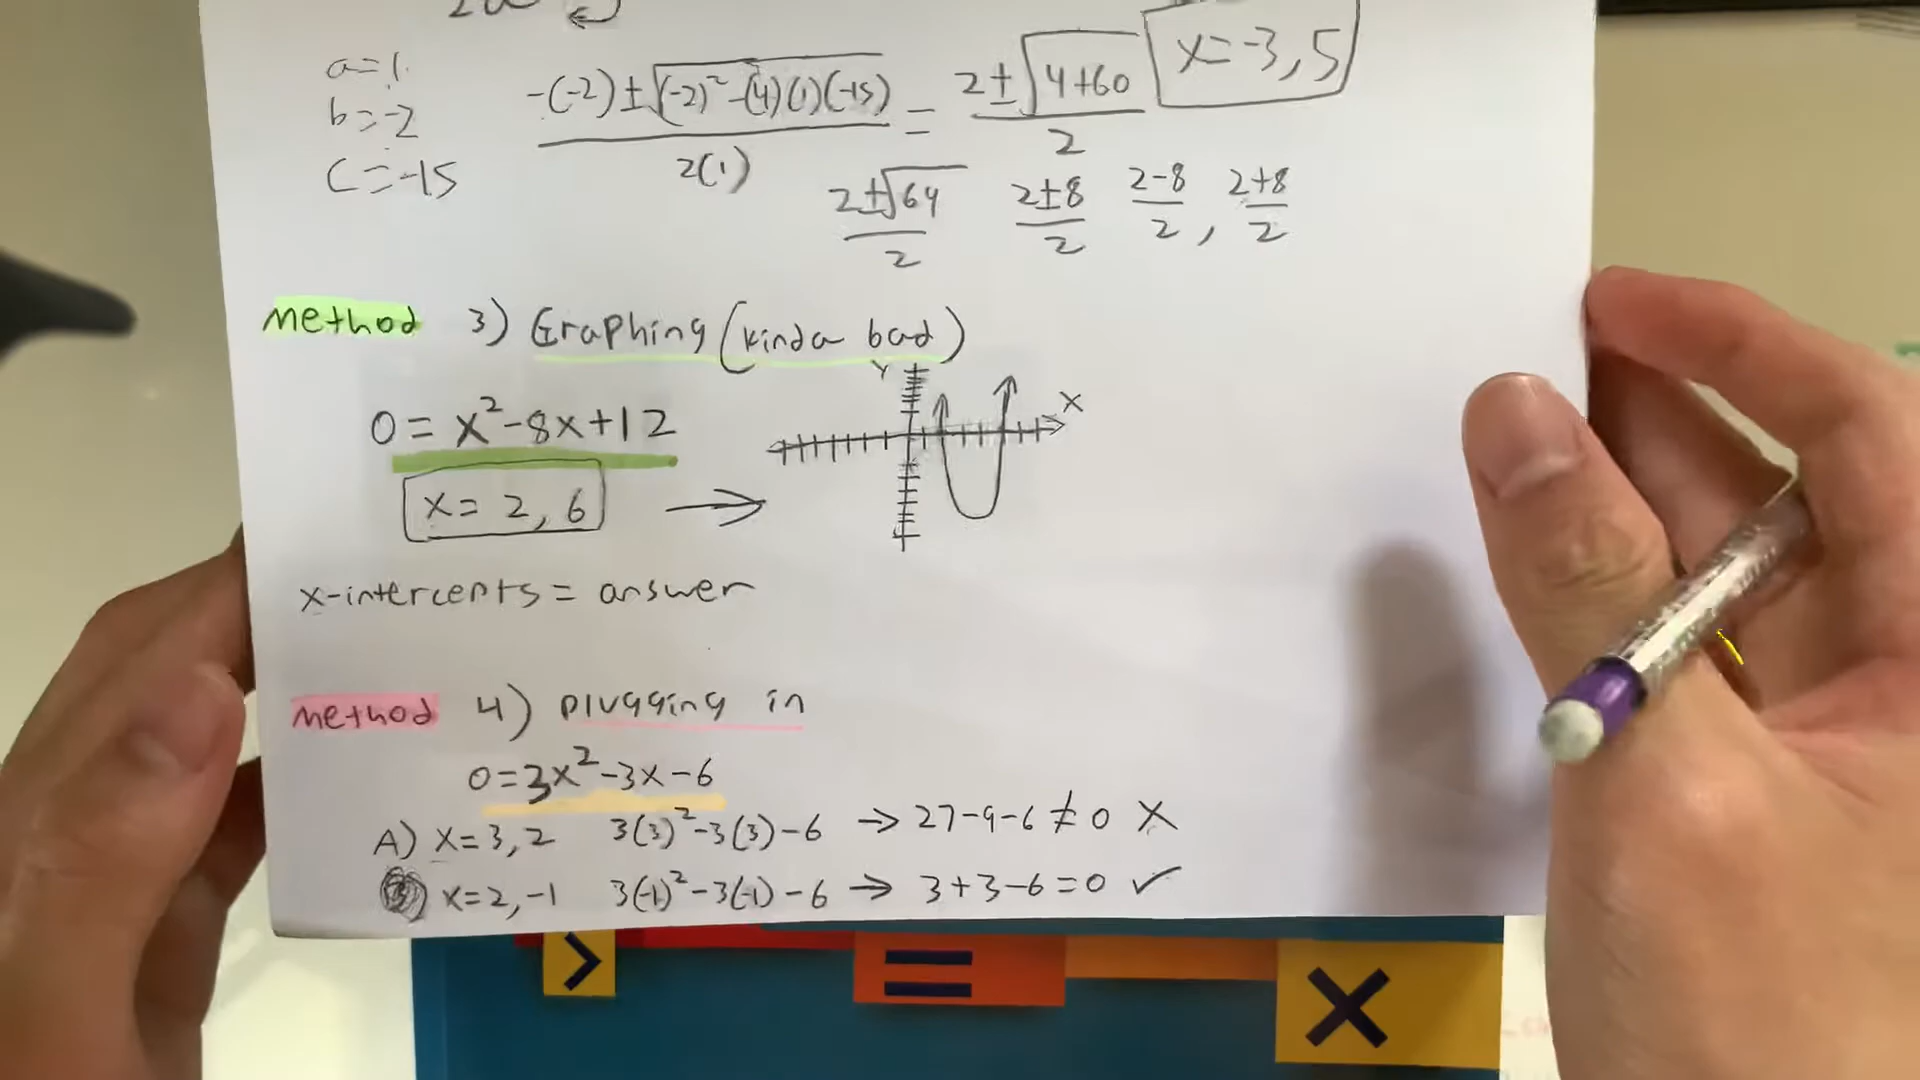 2a
a=1
b=-2
c=-15
-(-2)±√(-2)²-(4)(1)(-15) / 2(1) = 2±√4+60 / 2
x=-3,5
2±√64 / 2   2±8 / 2   2-8 / 2 , 2+8 / 2
method 3) Graphing (kinda bad)
0=x²-8x+12
Y
X
x= 2, 6
x-intercepts = answer
method 4) plugging in
0=3x²-3x-6
A) x=3,2   3(3)²-3(3)-6 → 27-9-6≠0 X
x=2,-1   3(-1)²-3(-1)-6 → 3+3-6=0 ✓
> = ×